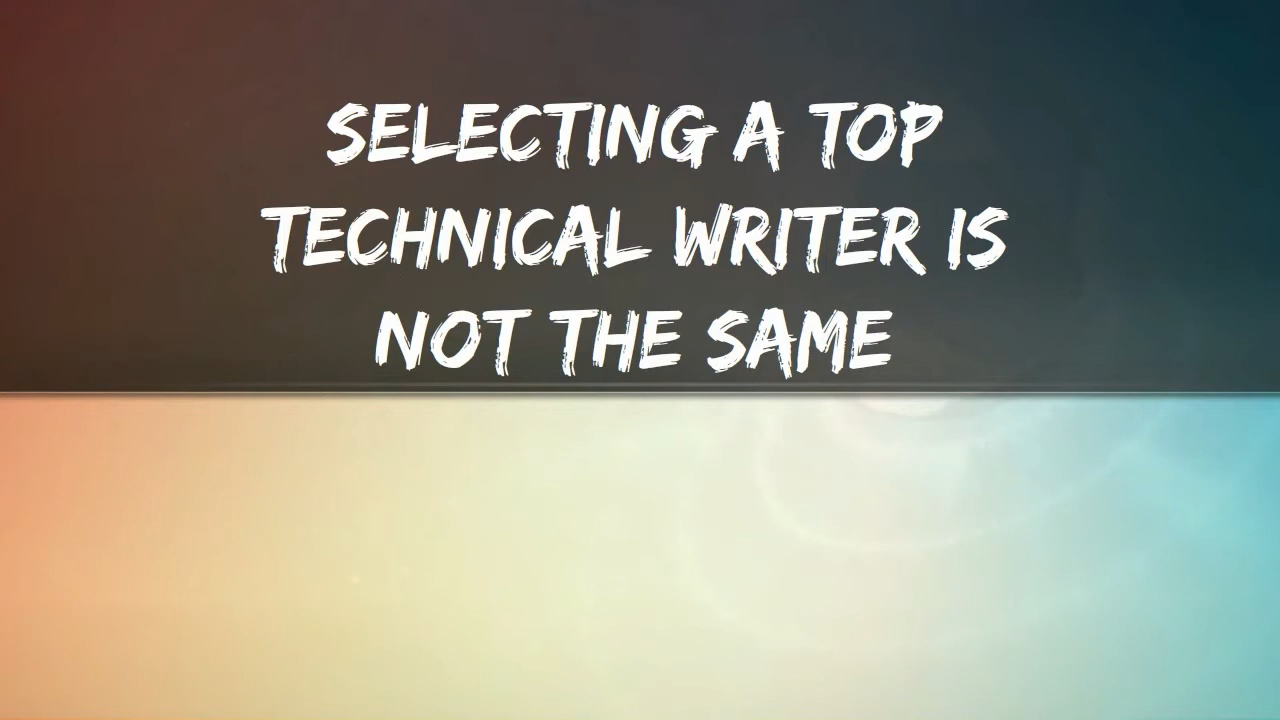 SELECTING A TOP
TECHNICAL WRITER IS
NOT THE SAME